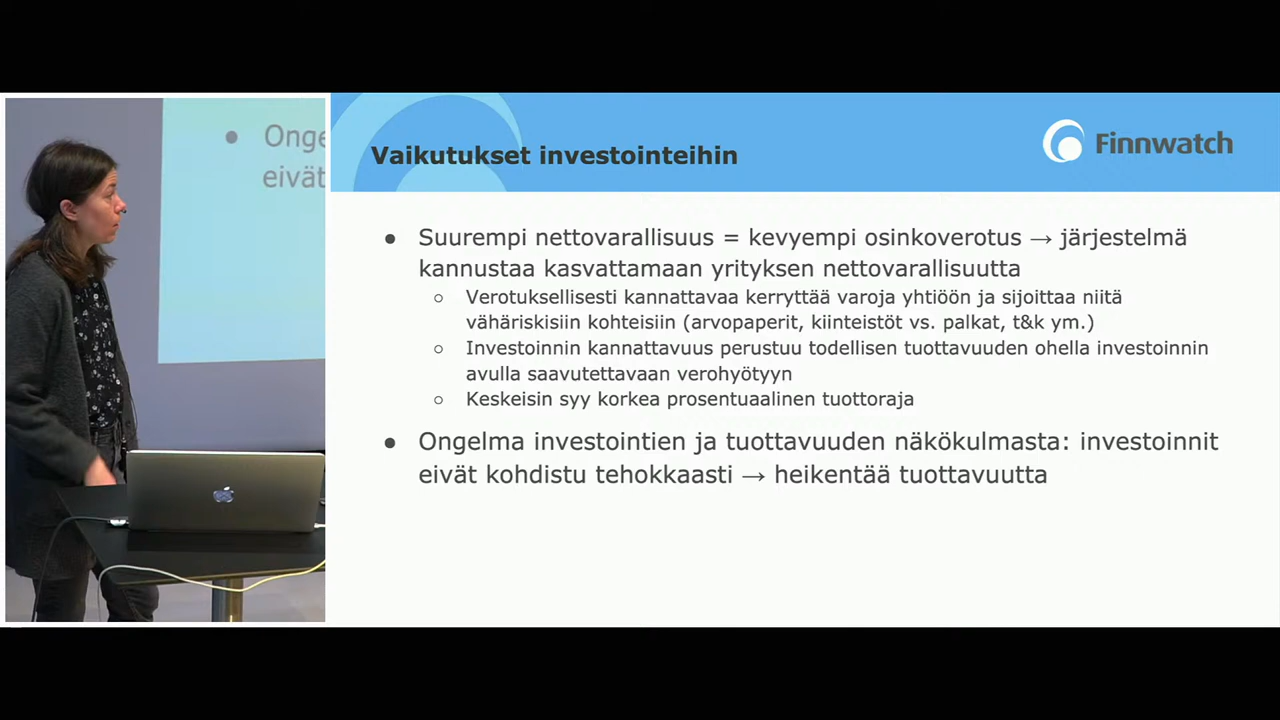 ● Onge
eivät
Vaikutukset investointeihin
Finnwatch
● Suurempi nettovarallisuus = kevyempi osinkoverotus → järjestelmä
kannustaa kasvattamaan yrityksen nettovarallisuutta
○ Verotuksellisesti kannattavaa kerryttää varoja yhtiöön ja sijoittaa niitä
vähäriskisiin kohteisiin (arvopaperit, kiinteistöt vs. palkat, t&k ym.)
○ Investoinnin kannattavuus perustuu todellisen tuottavuuden ohella investoinnin
avulla saavutettavaan verohyötyyn
○ Keskeisin syy korkea prosentuaalinen tuottoraja
● Ongelma investointien ja tuottavuuden näkökulmasta: investoinnit
eivät kohdistu tehokkaasti → heikentää tuottavuutta